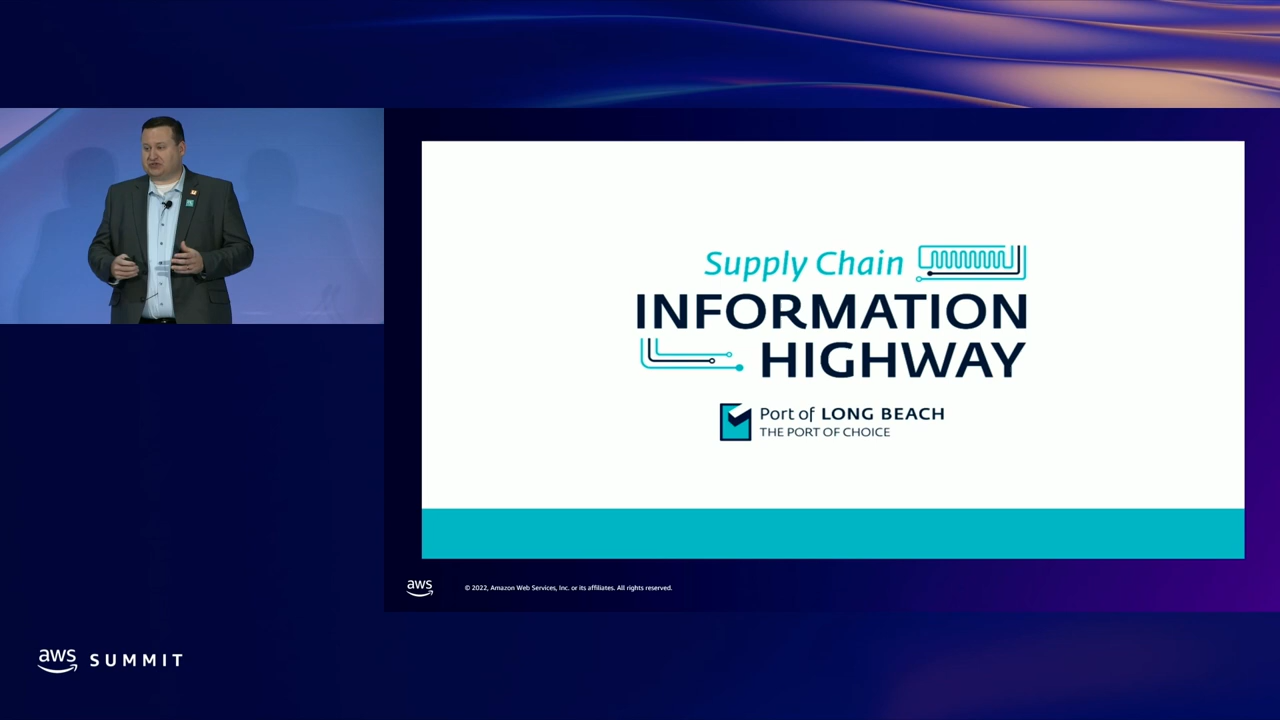 Supply Chain
INFORMATION
HIGHWAY
Port of LONG BEACH
THE PORT OF CHOICE
aws
© 2022, Amazon Web Services, Inc. or its affiliates. All rights reserved.
aws SUMMIT